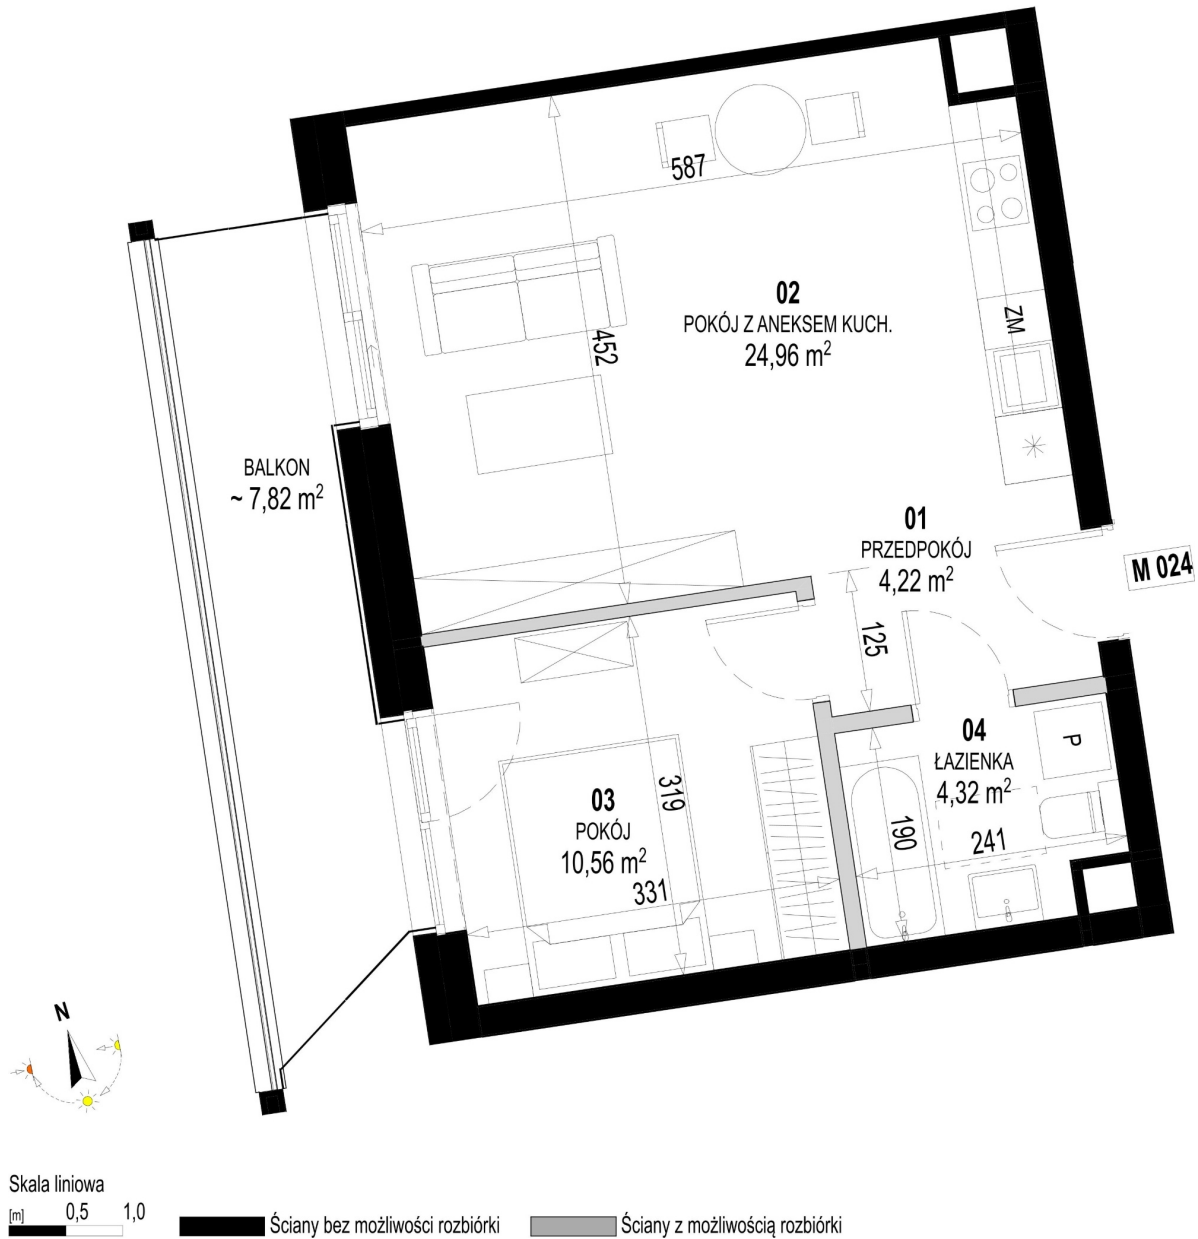 587
02
POKÓJ Z ANEKSEM KUCH.
24,96 m²
ZM
452
BALKON
~ 7,82 m²
01
PRZEDPOKÓJ
4,22 m²
M 024
125
04
ŁAZIENKA
4,32 m²
P
03
POKÓJ
10,56 m²
319
331
190
241
N
Skala liniowa
[m] 0,5 1,0
Ściany bez możliwości rozbiórki
Ściany z możliwością rozbiórki